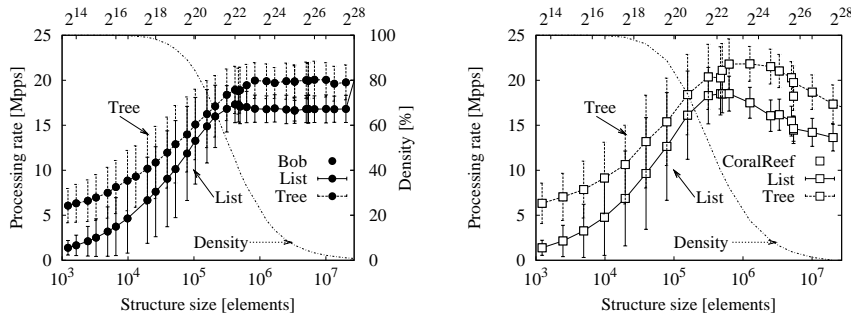 2^14 2^16 2^18 2^20 2^22 2^24 2^26 2^28
25
20
15
10
5
0
Processing rate [Mpps]
Tree
Bob
List
Tree
List
Density
100
80
60
40
20
0
Density [%]
10^3 10^4 10^5 10^6 10^7
Structure size [elements]
2^14 2^16 2^18 2^20 2^22 2^24 2^26 2^28
25
20
15
10
5
0
Processing rate [Mpps]
Tree
CoralReef
List
Tree
List
Density
10^3 10^4 10^5 10^6 10^7
Structure size [elements]